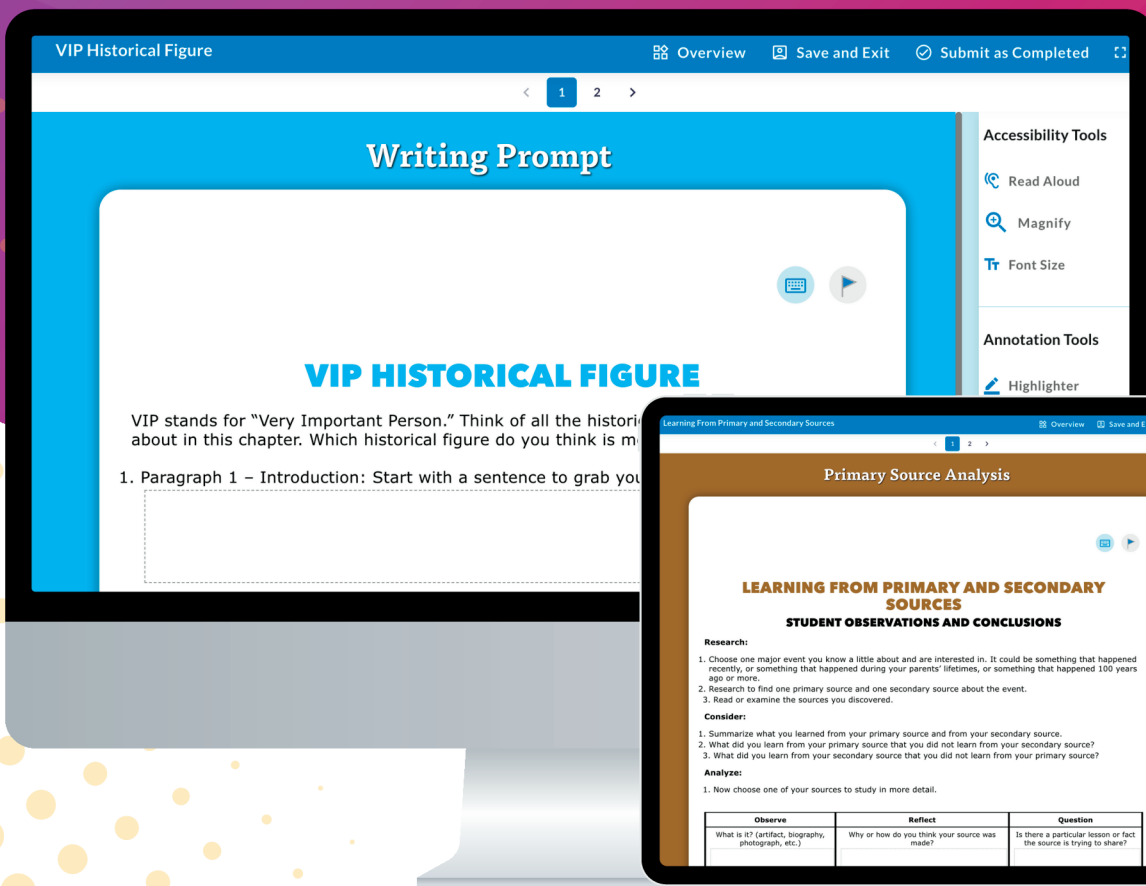 VIP Historical Figure
Overview
Save and Exit
Submit as Completed
1 2
Writing Prompt
Accessibility Tools
Read Aloud
Magnify
Font Size
Annotation Tools
Highlighter
VIP HISTORICAL FIGURE
VIP stands for “Very Important Person.” Think of all the
about in this chapter. Which historical figure do you think is
1. Paragraph 1 – Introduction: Start with a sentence to grab
Learning From Primary and Secondary Sources
Overview
Save and
1 2
Primary Source Analysis
LEARNING FROM PRIMARY AND SECONDARY
SOURCES
STUDENT OBSERVATIONS AND CONCLUSIONS
Research:
1. Choose one major event you know a little about and are interested in. It could be something that happened
recently, or something that happened during your parents’ lifetimes, or something that happened 100 years
ago or more.
2. Research to find one primary source and one secondary source about the event.
3. Read or examine the sources you discovered.
Consider:
1. Summarize what you learned from your primary source and from your secondary source.
2. What did you learn from your primary source that you did not learn from your secondary source?
3. What did you learn from your secondary source that you did not learn from your primary source?
Analyze:
1. Now choose one of your sources to study in more detail.
Observe
Reflect
Question
What is it? (artifact, biography,
photograph, etc.)
Why or how do you think your source was
made?
Is there a particular lesson or fact
the source is trying to share?